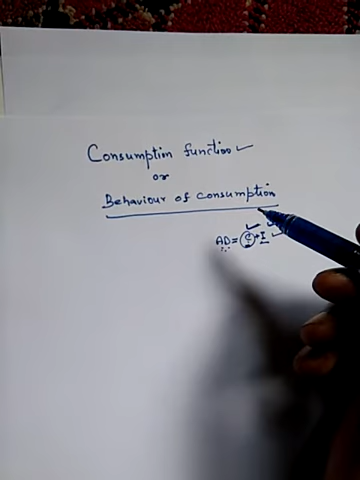 Consumption function ✓
or
Behaviour of consumption
AD = C + I